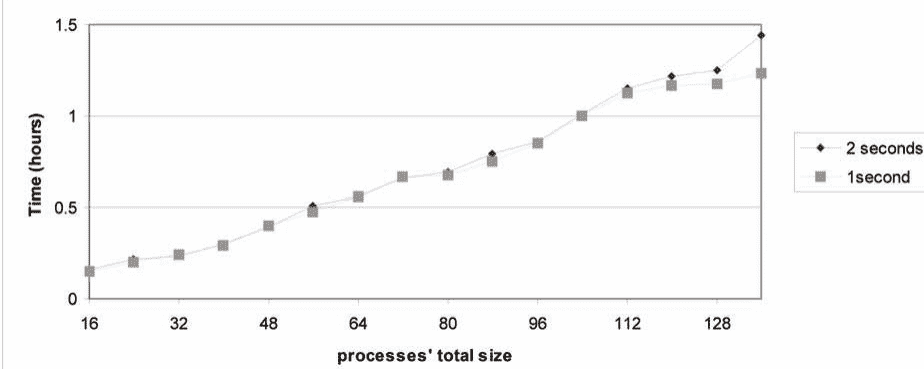 1.5
1
0.5
0
Time (hours)
16 32 48 64 80 96 112 128
processes' total size
2 seconds
1second